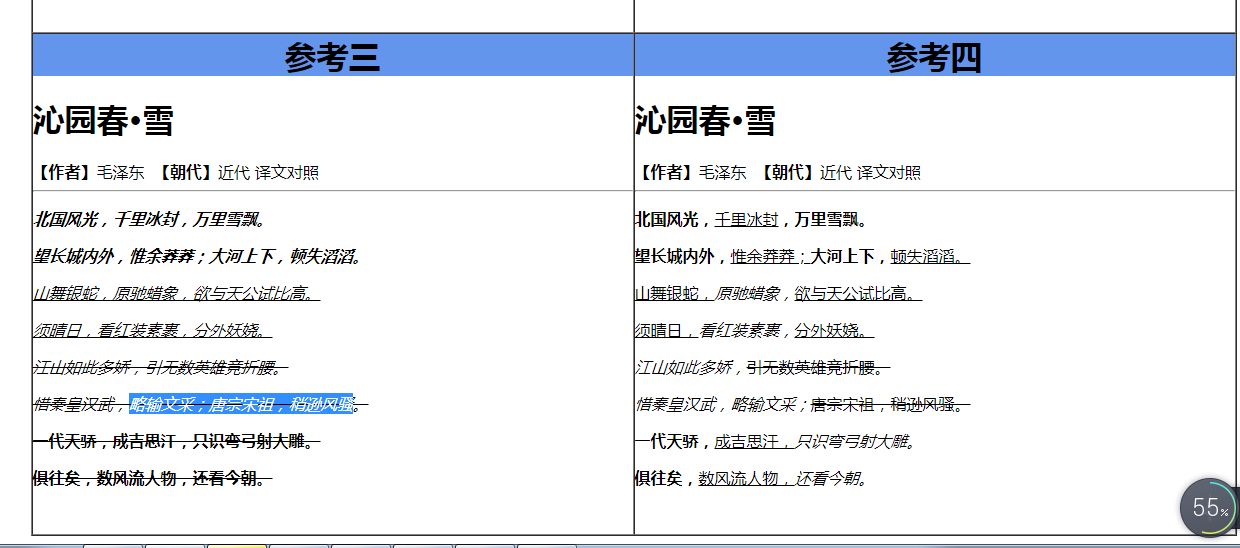 参考三
沁园春•雪
【作者】毛泽东 【朝代】近代 译文对照
北国风光，千里冰封，万里雪飘。
望长城内外，惟余莽莽；大河上下，顿失滔滔。
山舞银蛇，原驰蜡象，欲与天公试比高。
须晴日，看红装素裹，分外妖娆。
江山如此多娇，引无数英雄竞折腰。
惜秦皇汉武，略输文采；唐宗宋祖，稍逊风骚。
一代天骄，成吉思汗，只识弯弓射大雕。
俱往矣，数风流人物，还看今朝。
参考四
沁园春•雪
【作者】毛泽东 【朝代】近代 译文对照
北国风光，千里冰封，万里雪飘。
望长城内外，惟余莽莽；大河上下，顿失滔滔。
山舞银蛇，原驰蜡象，欲与天公试比高。
须晴日，看红装素裹，分外妖娆。
江山如此多娇，引无数英雄竞折腰。
惜秦皇汉武，略输文采；唐宗宋祖，稍逊风骚。
一代天骄，成吉思汗，只识弯弓射大雕。
俱往矣，数风流人物，还看今朝。
55%